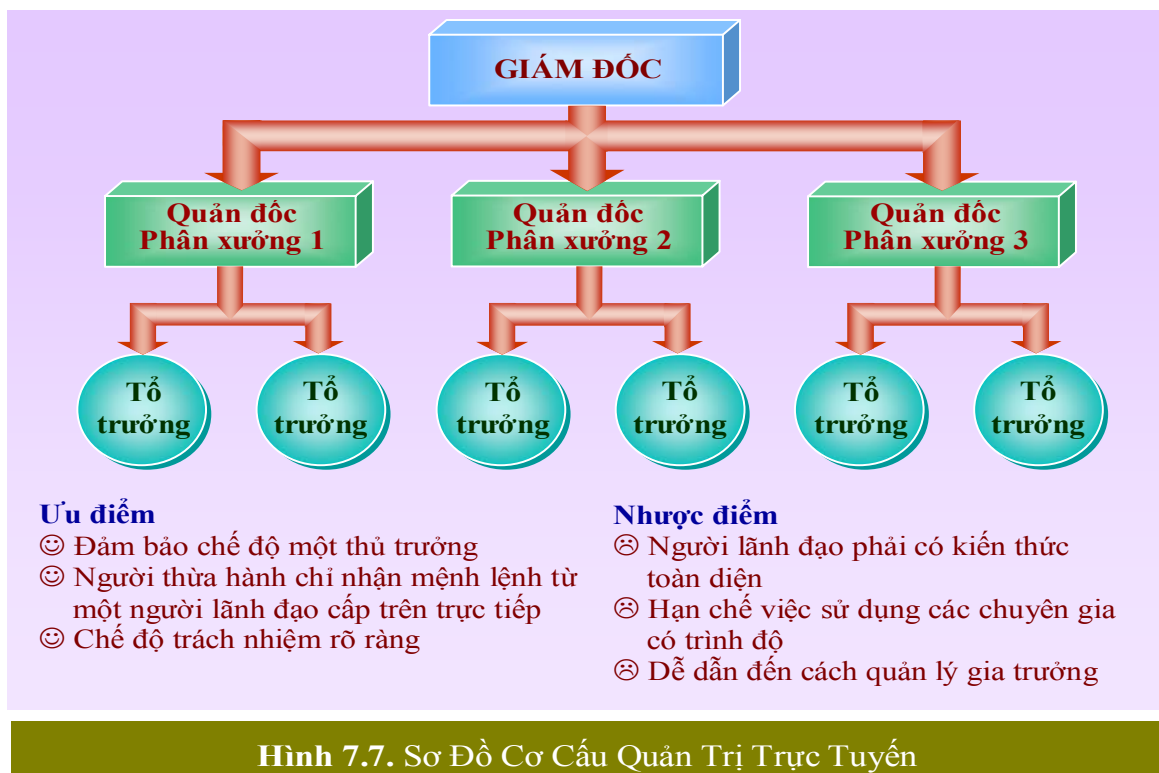 GIÁM ĐỐC
Quản đốc
Phân xưởng 1
Quản đốc
Phân xưởng 2
Quản đốc
Phân xưởng 3
Tổ
trưởng
Tổ
trưởng
Tổ
trưởng
Tổ
trưởng
Tổ
trưởng
Tổ
trưởng
Ưu điểm
☺ Đảm bảo chế độ một thủ trưởng
☺ Người thừa hành chỉ nhận mệnh lệnh từ
một người lãnh đạo cấp trên trực tiếp
☺ Chế độ trách nhiệm rõ ràng
Nhược điểm
☹ Người lãnh đạo phải có kiến thức
toàn diện
☹ Hạn chế việc sử dụng các chuyên gia
có trình độ
☹ Dễ dẫn đến cách quản lý gia trưởng
Hình 7.7. Sơ Đồ Cơ Cấu Quản Trị Trực Tuyến